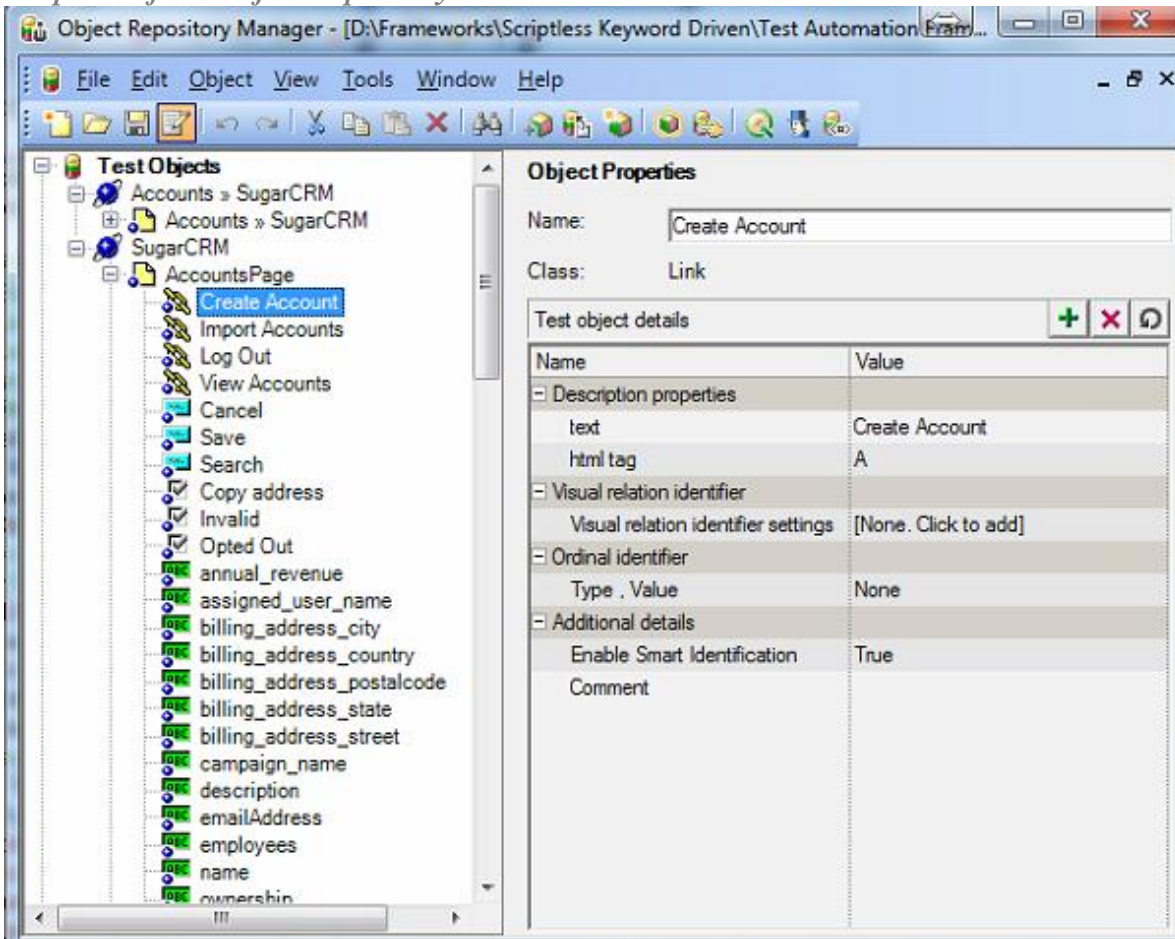 Object Repository Manager - [D:\Frameworks\Scriptless Keyword Driven\Test Automation Fram...
File Edit Object View Tools Window Help
Test Objects
Accounts » SugarCRM
Accounts » SugarCRM
SugarCRM
AccountsPage
Create Account
Import Accounts
Log Out
View Accounts
Cancel
Save
Search
Copy address
Invalid
Opted Out
annual_revenue
assigned_user_name
billing_address_city
billing_address_country
billing_address_postalcode
billing_address_state
billing_address_street
campaign_name
description
emailAddress
employees
name
ownership
Object Properties
Name: Create Account
Class: Link
Test object details
Name Value
Description properties
text Create Account
html tag A
Visual relation identifier
Visual relation identifier settings [None. Click to add]
Ordinal identifier
Type , Value None
Additional details
Enable Smart Identification True
Comment